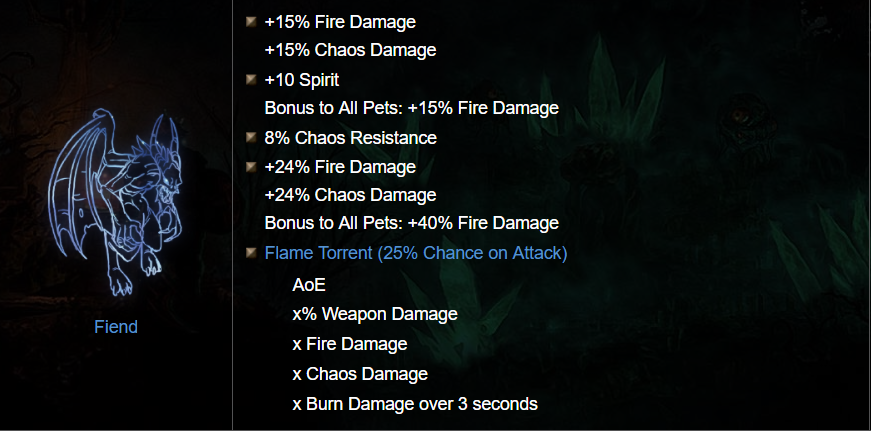 +15% Fire Damage
+15% Chaos Damage
+10 Spirit
Bonus to All Pets: +15% Fire Damage
8% Chaos Resistance
+24% Fire Damage
+24% Chaos Damage
Bonus to All Pets: +40% Fire Damage
Flame Torrent (25% Chance on Attack)
AoE
x% Weapon Damage
x Fire Damage
x Chaos Damage
x Burn Damage over 3 seconds
Fiend